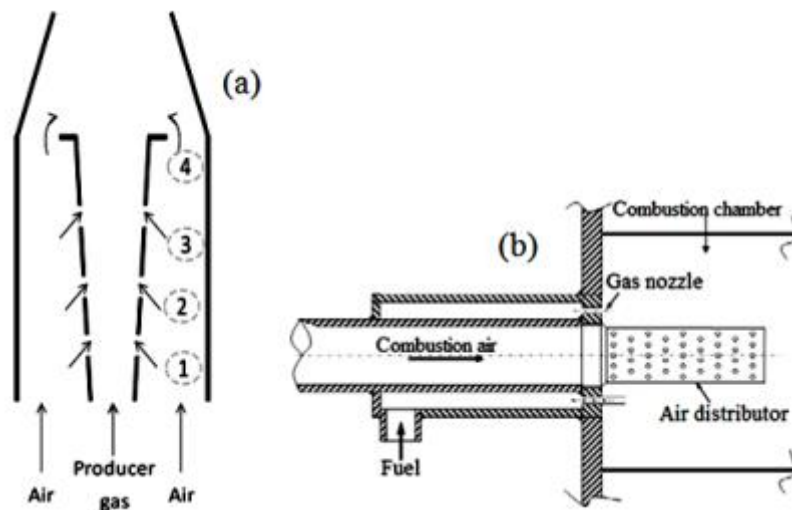 (a)
4
3
2
1
Producer
Air gas Air
Combustion chamber
(b)
Gas nozzle
Combustion air
Air distributor
Fuel